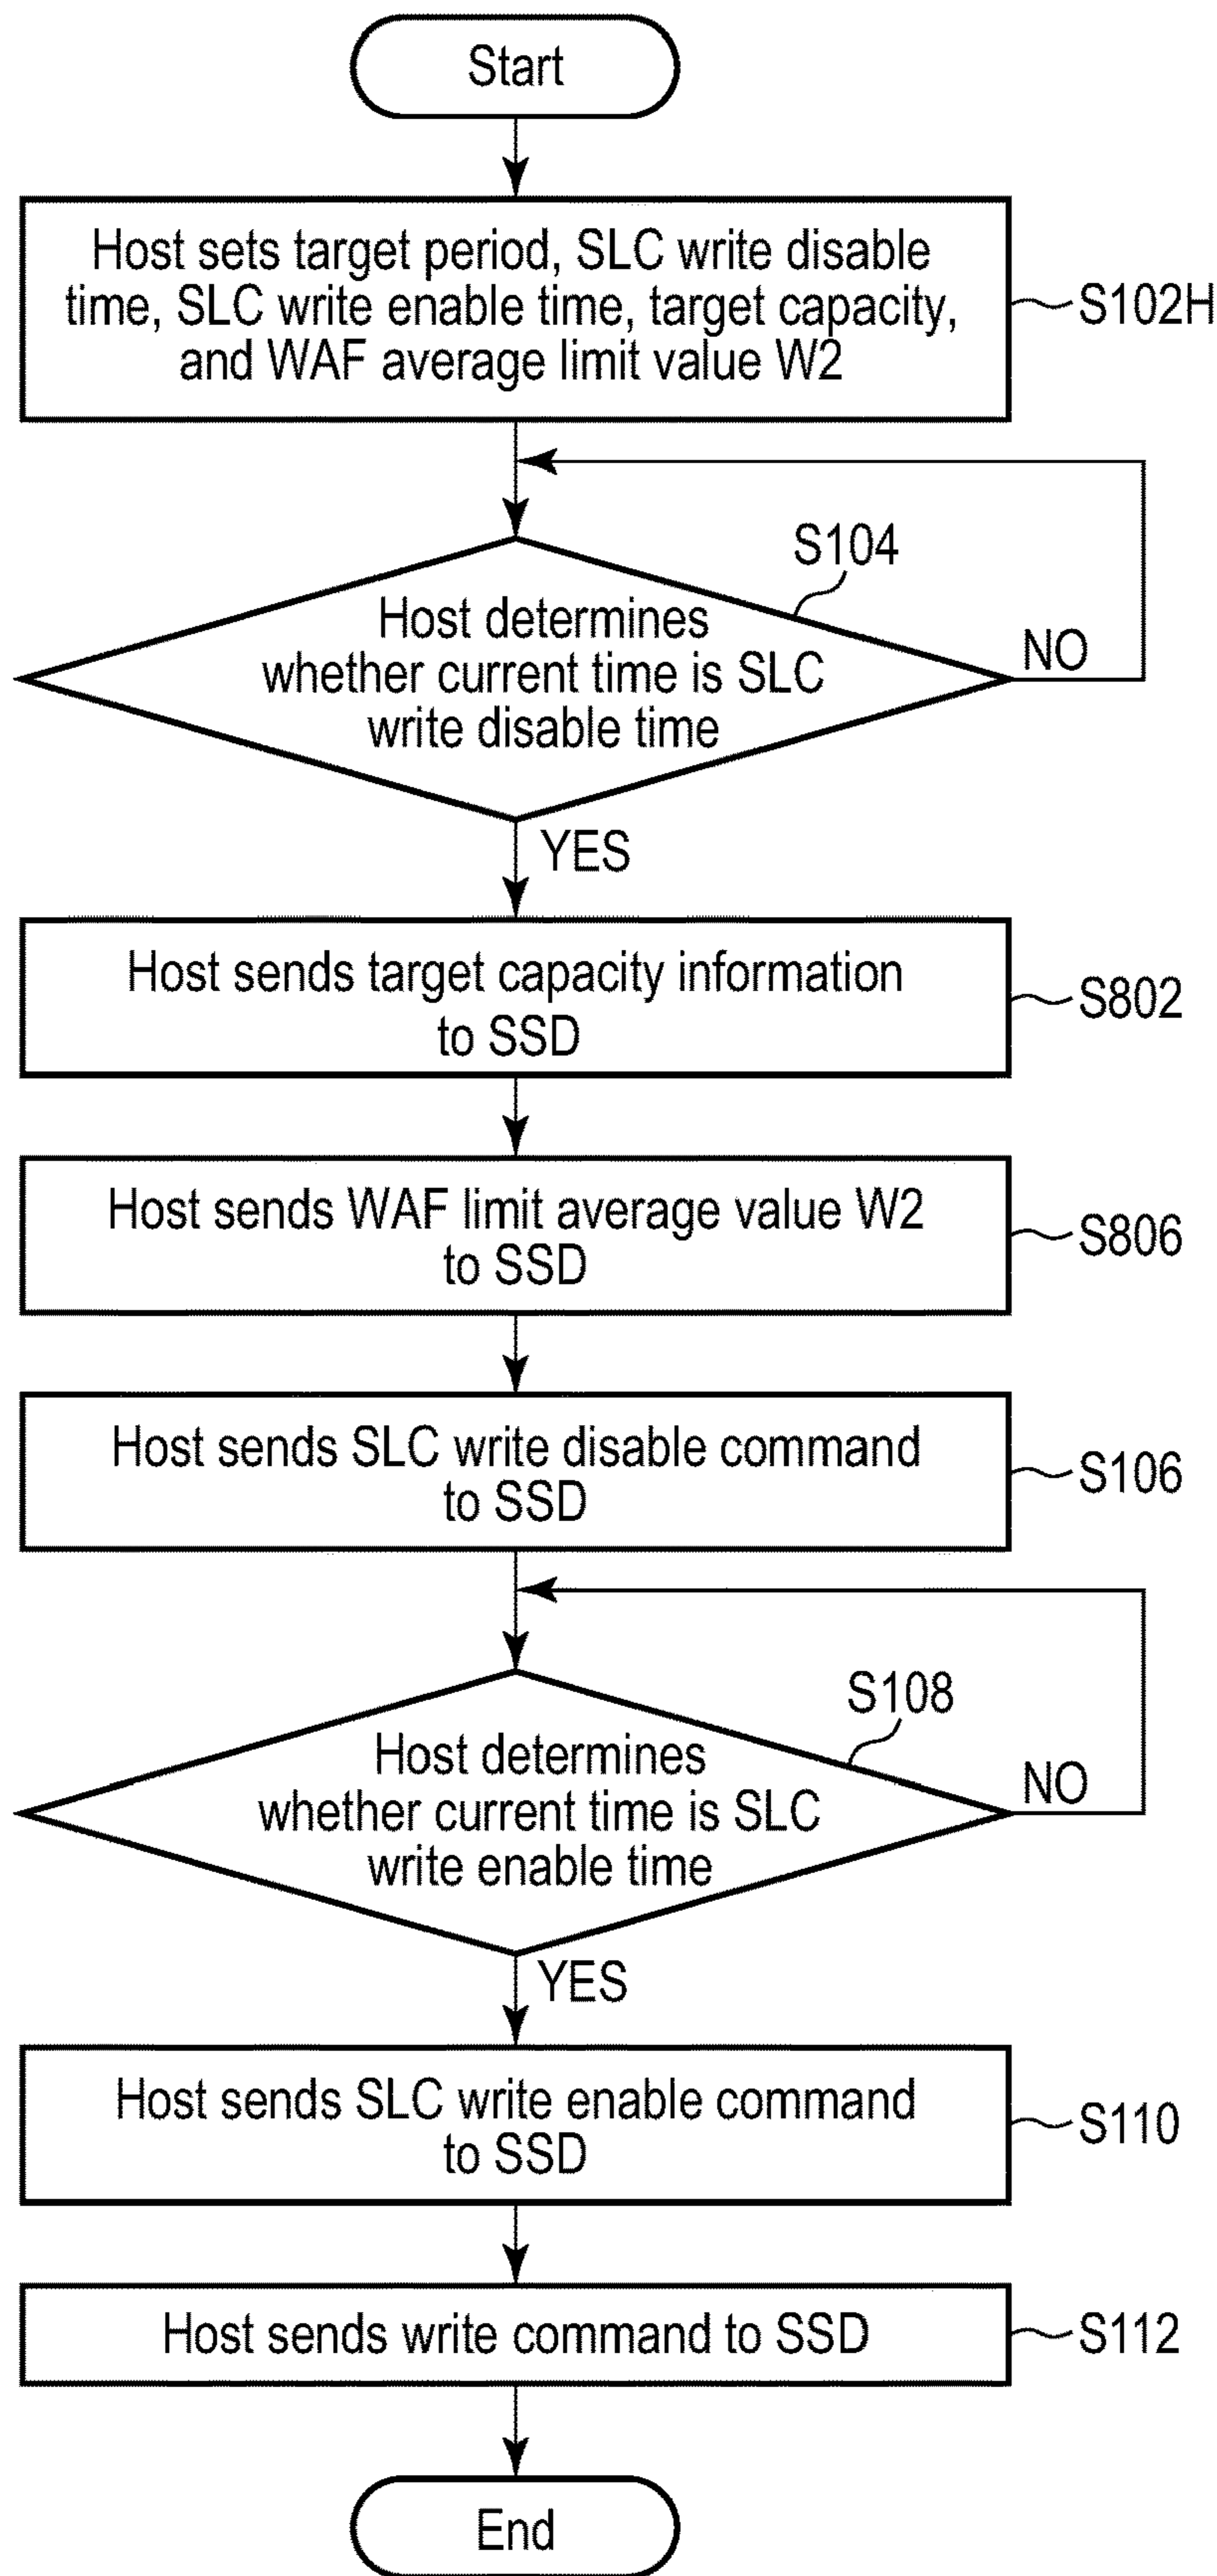 Start
Host sets target period, SLC write disable
time, SLC write enable time, target capacity,
and WAF average limit value W2
S102H
S104
Host determines
whether current time is SLC
write disable time
NO
YES
Host sends target capacity information
to SSD
S802
Host sends WAF limit average value W2
to SSD
S806
Host sends SLC write disable command
to SSD
S106
S108
Host determines
whether current time is SLC
write enable time
NO
YES
Host sends SLC write enable command
to SSD
S110
Host sends write command to SSD
S112
End